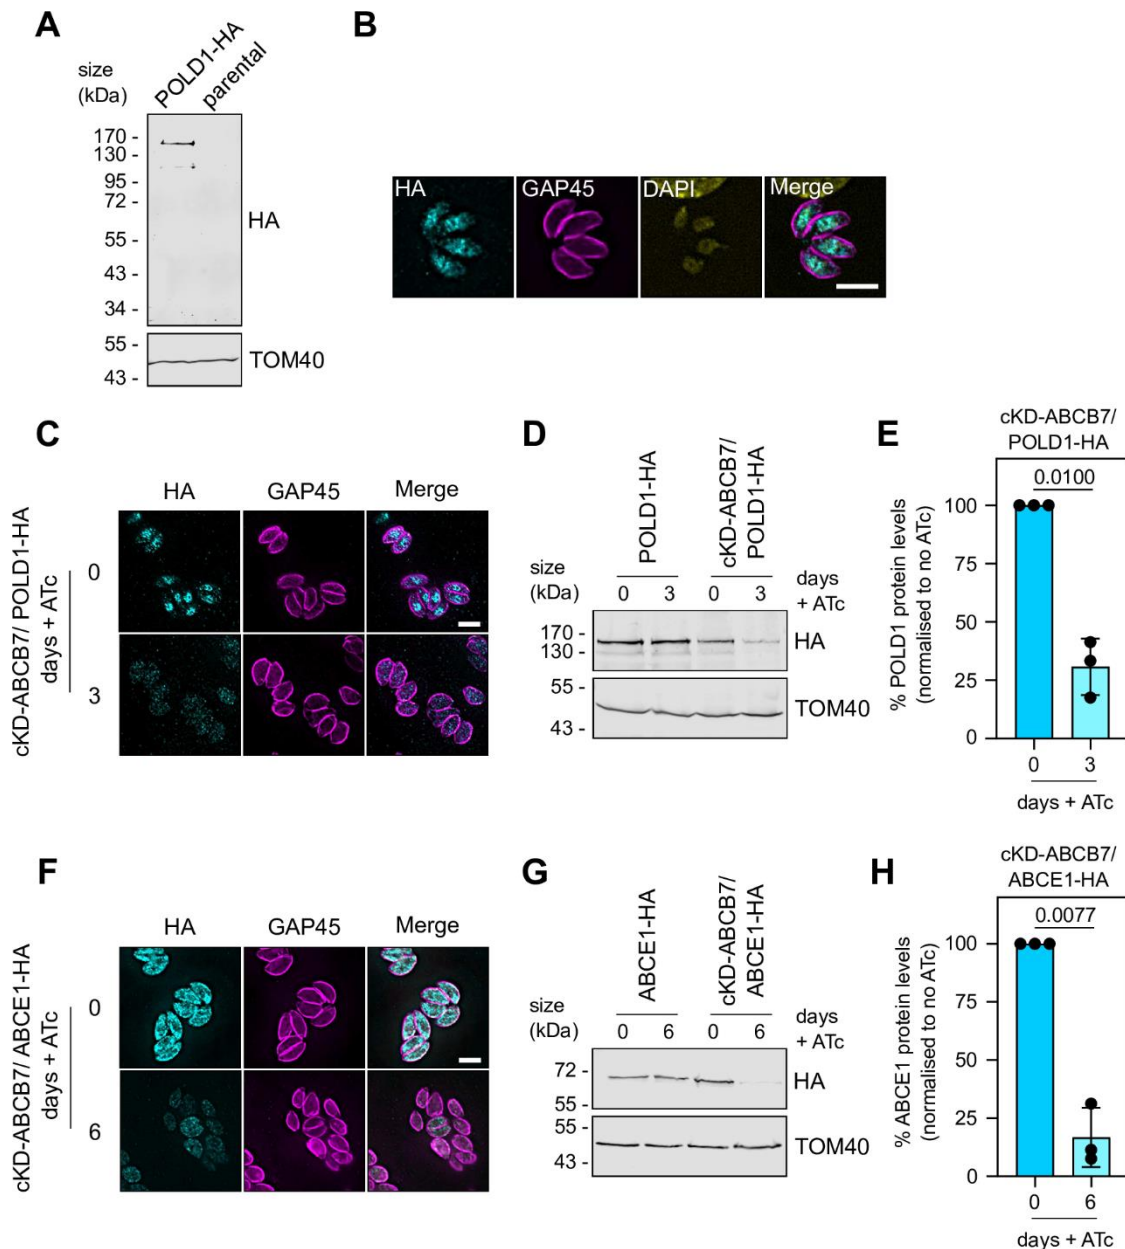 A
size
(kDa)
POLD1-HA
parental
170 -
130 -
95 -
72 -
55 -
43 -
34 -
HA
55 -
43 -
TOM40
B
HA GAP45 DAPI Merge
C
HA GAP45 Merge
cKD-ABCB7/ POLD1-HA
days + ATc
0
3
D
POLD1-HA
cKD-ABCB7/
POLD1-HA
size
(kDa)
0 3 0 3
days
+ ATc
170 -
130 -
HA
55 -
43 -
TOM40
E
cKD-ABCB7/
POLD1-HA
0.0100
% POLD1 protein levels
(normalised to no ATc)
100
75
50
25
0
0 3
days + ATc
F
HA GAP45 Merge
cKD-ABCB7/ ABCE1-HA
days + ATc
0
6
G
ABCE1-HA
cKD-ABCB7/
ABCE1-HA
size
(kDa)
0 6 0 6
days
+ ATc
72 -
55 -
HA
55 -
43 -
TOM40
H
cKD-ABCB7/
ABCE1-HA
0.0077
% ABCE1 protein levels
(normalised to no ATc)
100
75
50
25
0
0 6
days + ATc